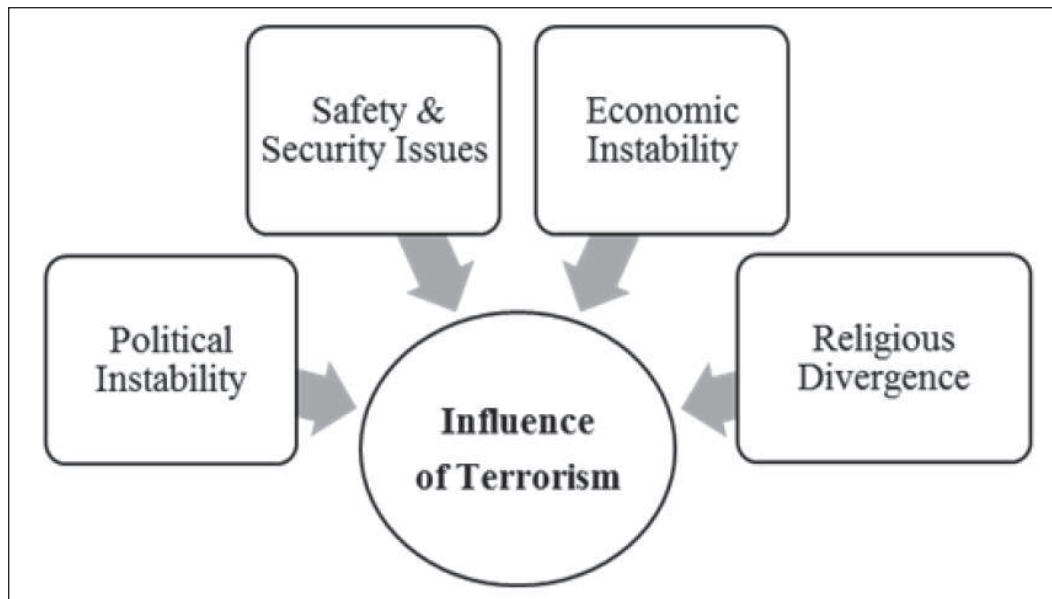 Safety &
Security Issues
Economic
Instability
Political
Instability
Religious
Divergence
Influence
of Terrorism